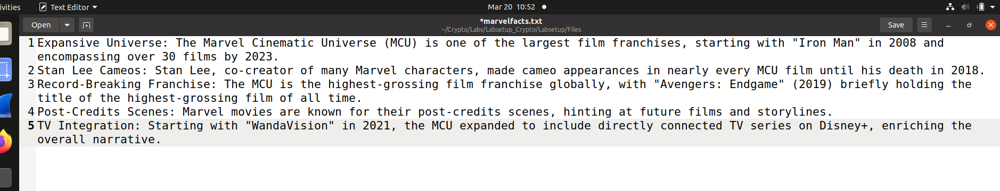 ivities Text Editor Mar 20 10:52
Open *marvelfacts.txt Save
~/Crypto/Labs/Labsetup_Crypto/Labsetup/Files
1 Expansive Universe: The Marvel Cinematic Universe (MCU) is one of the largest film franchises, starting with "Iron Man" in 2008 and
encompassing over 30 films by 2023.
2 Stan Lee Cameos: Stan Lee, co-creator of many Marvel characters, made cameo appearances in nearly every MCU film until his death in 2018.
3 Record-Breaking Franchise: The MCU is the highest-grossing film franchise globally, with "Avengers: Endgame" (2019) briefly holding the
title of the highest-grossing film of all time.
4 Post-Credits Scenes: Marvel movies are known for their post-credits scenes, hinting at future films and storylines.
5 TV Integration: Starting with "WandaVision" in 2021, the MCU expanded to include directly connected TV series on Disney+, enriching the
overall narrative.